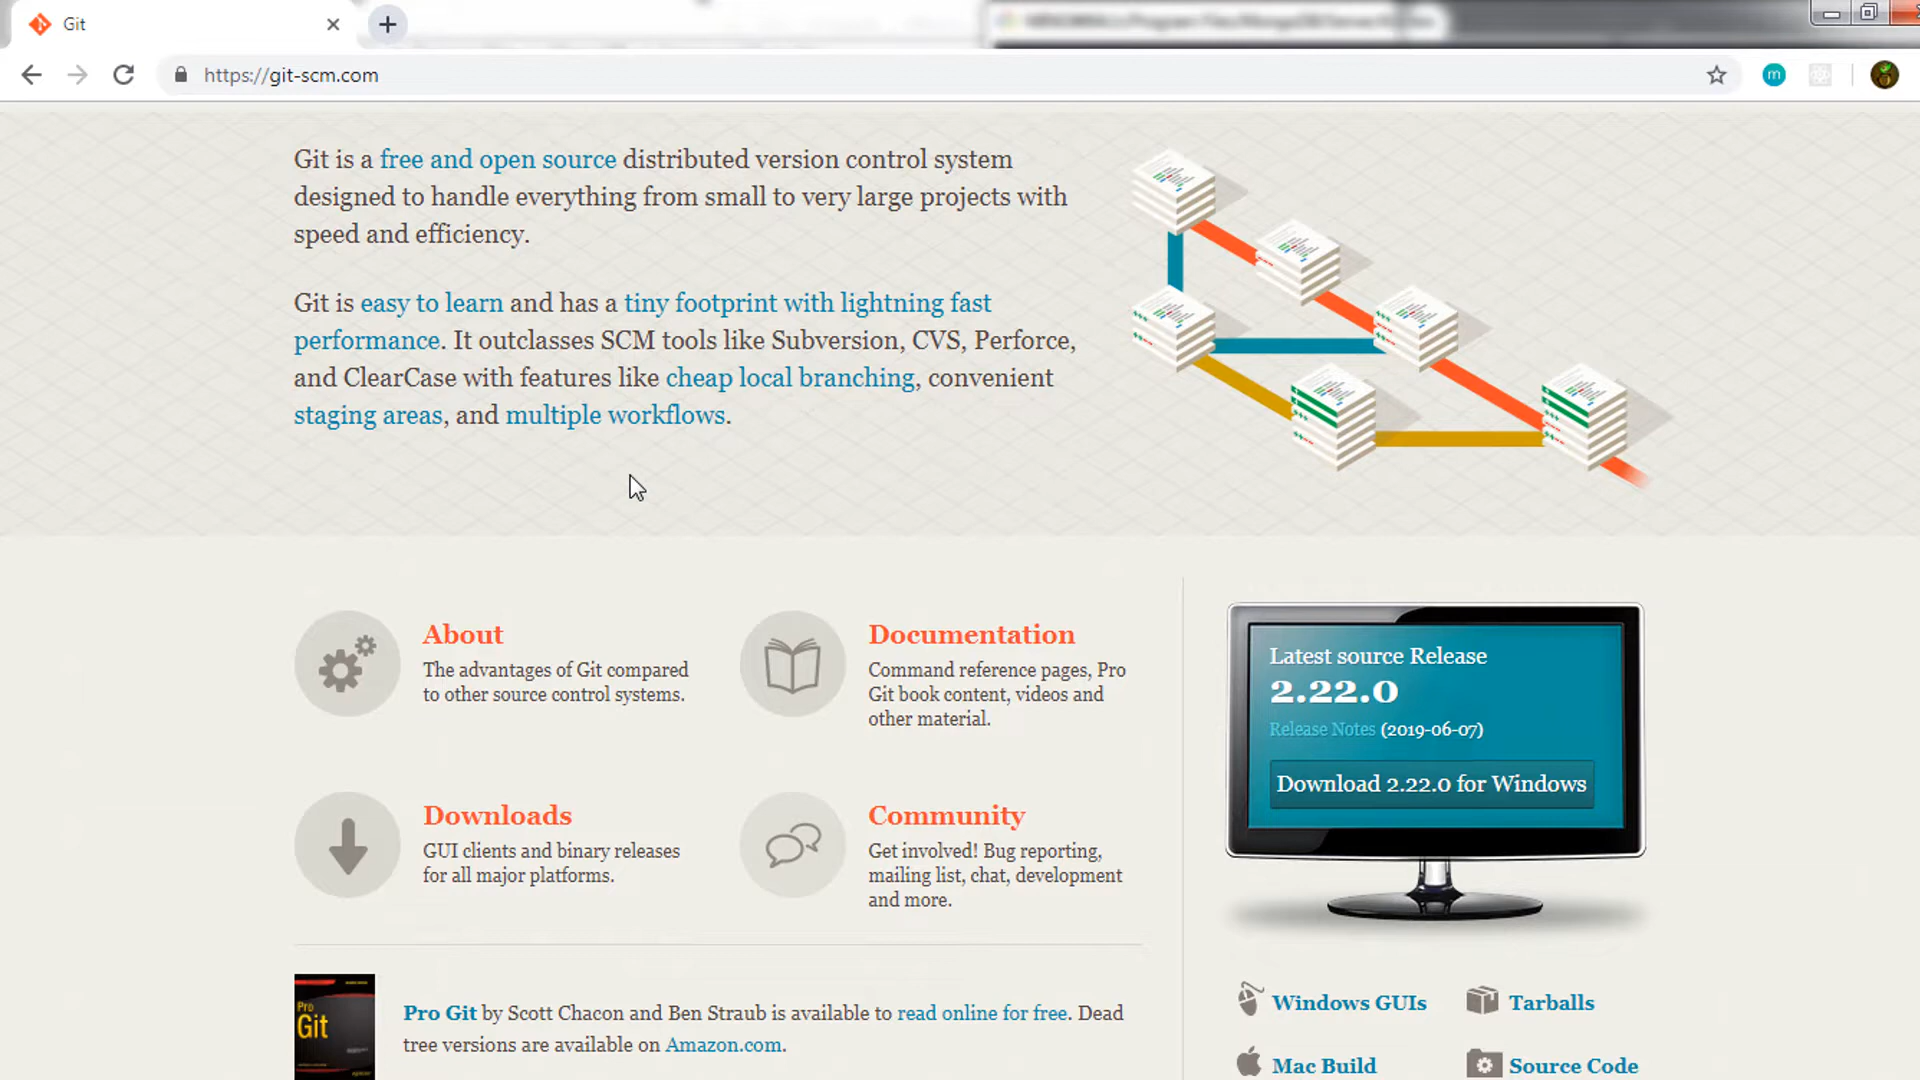 Git
https://git-scm.com
m
Git is a free and open source distributed version control system
designed to handle everything from small to very large projects with
speed and efficiency.
Git is easy to learn and has a tiny footprint with lightning fast
performance. It outclasses SCM tools like Subversion, CVS, Perforce,
and ClearCase with features like cheap local branching, convenient
staging areas, and multiple workflows.
About
The advantages of Git compared
to other source control systems.
Documentation
Command reference pages, Pro
Git book content, videos and
other material.
Downloads
GUI clients and binary releases
for all major platforms.
Community
Get involved! Bug reporting,
mailing list, chat, development
and more.
Latest source Release
2.22.0
Release Notes (2019-06-07)
Download 2.22.0 for Windows
Pro
Git
Pro Git by Scott Chacon and Ben Straub is available to read online for free. Dead
tree versions are available on Amazon.com.
Windows GUIs
Tarballs
Mac Build
Source Code